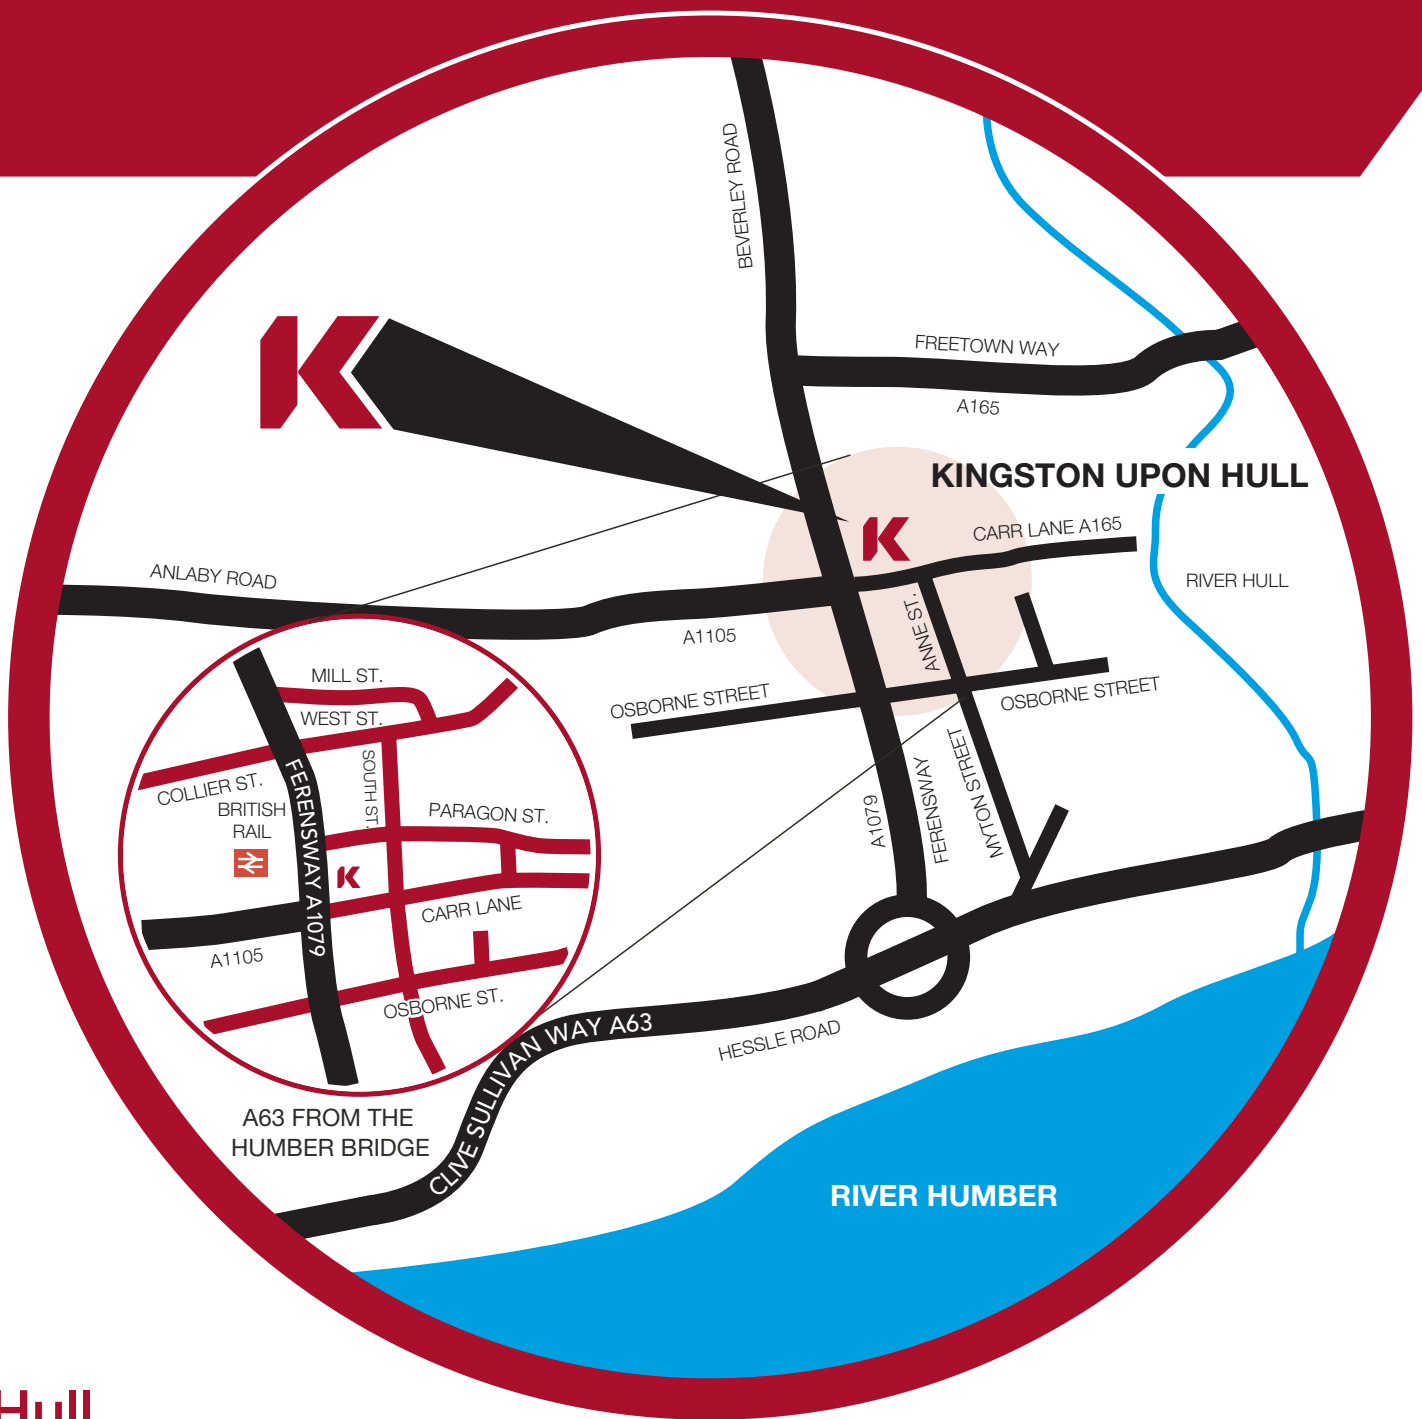 BEVERLEY ROAD
FREETOWN WAY
A165
K
KINGSTON UPON HULL
K
CARR LANE A165
ANLABY ROAD
A1105
RIVER HULL
ANNE ST.
OSBORNE STREET
OSBORNE STREET
A1079
FERENSWAY
MYTON STREET
MILL ST.
WEST ST.
COLLIER ST.
SOUTH ST.
FERENSWAY A1079
BRITISH
RAIL
PARAGON ST.
K
CARR LANE
A1105
OSBORNE ST.
CLIVE SULLIVAN WAY A63
HESSLE ROAD
A63 FROM THE
HUMBER BRIDGE
RIVER HUMBER
Hull